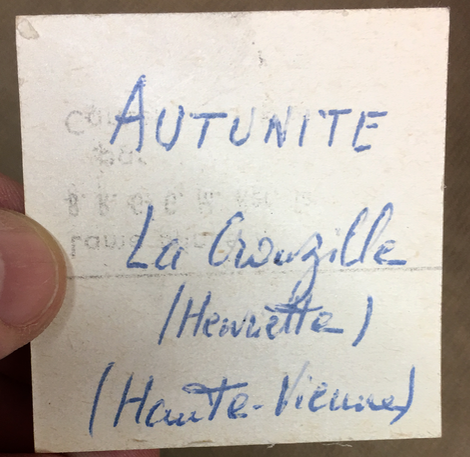 AUTUNITE
La Crouzille
(Henriette)
(Haute-Vienne)